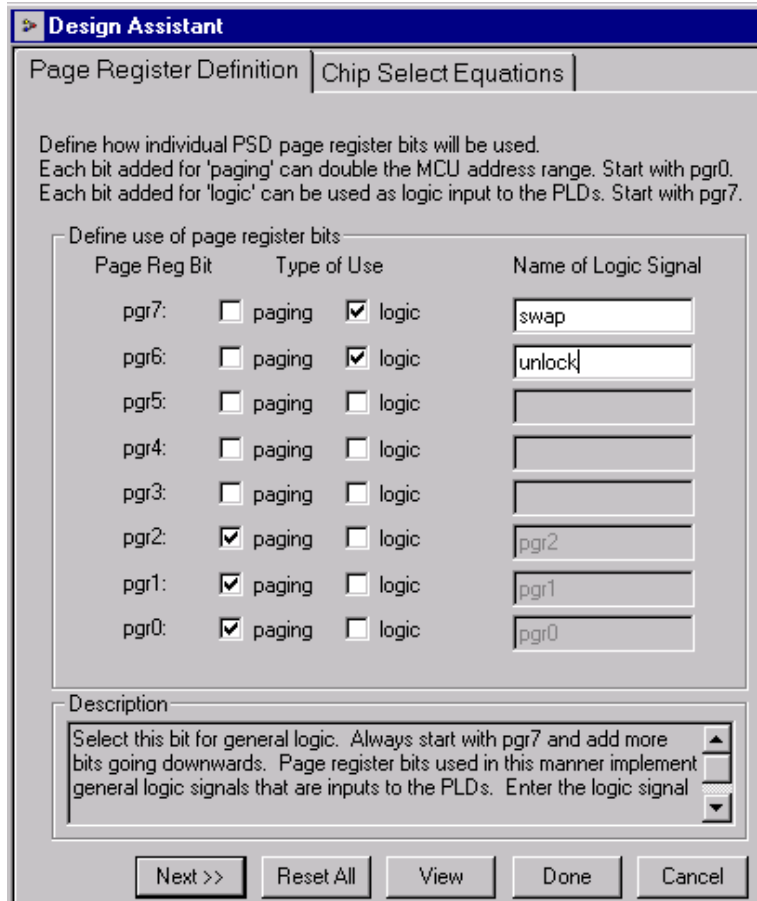 Design Assistant
Page Register Definition Chip Select Equations
Define how individual PSD page register bits will be used.
Each bit added for 'paging' can double the MCU address range. Start with pgr0.
Each bit added for 'logic' can be used as logic input to the PLDs. Start with pgr7.
Define use of page register bits
Page Reg Bit Type of Use Name of Logic Signal
pgr7: paging logic swap
pgr6: paging logic unlock
pgr5: paging logic
pgr4: paging logic
pgr3: paging logic
pgr2: paging logic pgr2
pgr1: paging logic pgr1
pgr0: paging logic pgr0
Description
Select this bit for general logic. Always start with pgr7 and add more
bits going downwards. Page register bits used in this manner implement
general logic signals that are inputs to the PLDs. Enter the logic signal
Next >> Reset All View Done Cancel